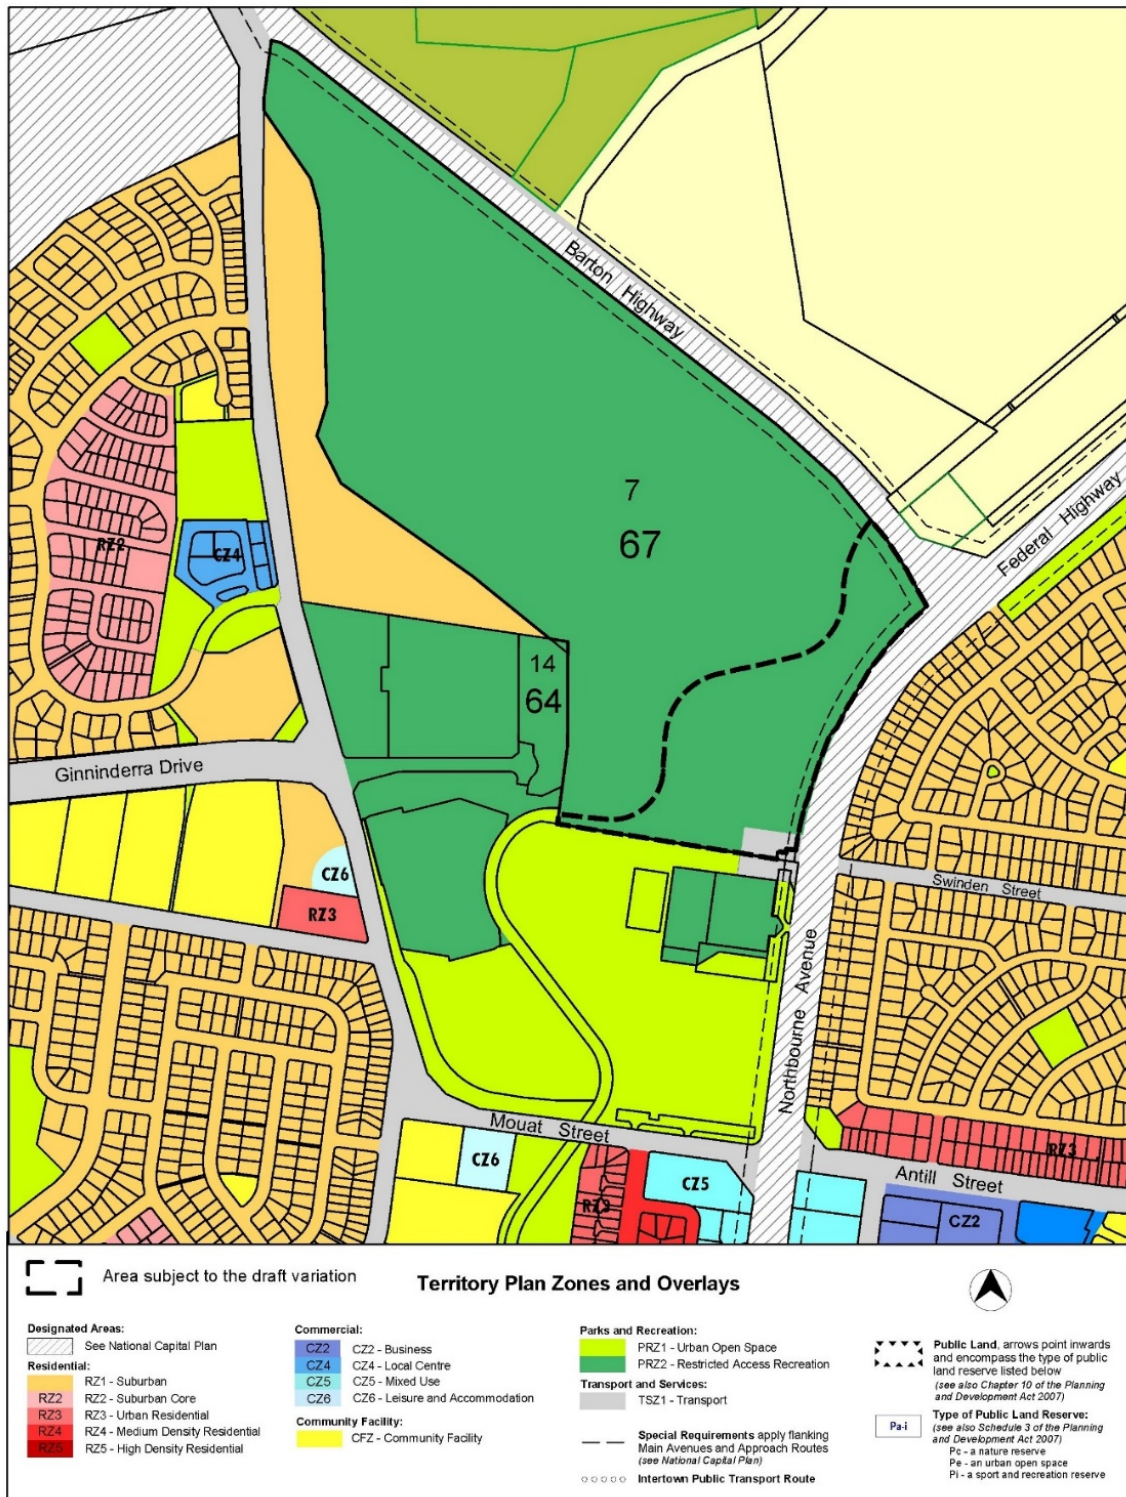 Barton Highway
Federal Highway
7
67
RZ2
CZ4
14
64
Ginninderra Drive
CZ6
RZ3
Swinden Street
Northbourne Avenue
Mouat Street
CZ6
RZ3
CZ5
RZ3
Antill Street
CZ2
Area subject to the draft variation
Territory Plan Zones and Overlays
Designated Areas:
See National Capital Plan
Residential:
RZ1 - Suburban
RZ2 RZ2 - Suburban Core
RZ3 RZ3 - Urban Residential
RZ4 RZ4 - Medium Density Residential
RZ5 RZ5 - High Density Residential
Commercial:
CZ2 CZ2 - Business
CZ4 CZ4 - Local Centre
CZ5 CZ5 - Mixed Use
CZ6 CZ6 - Leisure and Accommodation
Community Facility:
CFZ - Community Facility
Parks and Recreation:
PRZ1 - Urban Open Space
PRZ2 - Restricted Access Recreation
Transport and Services:
TSZ1 - Transport
Special Requirements apply flanking
Main Avenues and Approach Routes
(see National Capital Plan)
Intertown Public Transport Route
Public Land, arrows point inwards
and encompass the type of public
land reserve listed below
(see also Chapter 10 of the Planning
and Development Act 2007)
Pa-i
Type of Public Land Reserve:
(see also Schedule 3 of the Planning
and Development Act 2007)
Pc - a nature reserve
Pe - an urban open space
Pi - a sport and recreation reserve